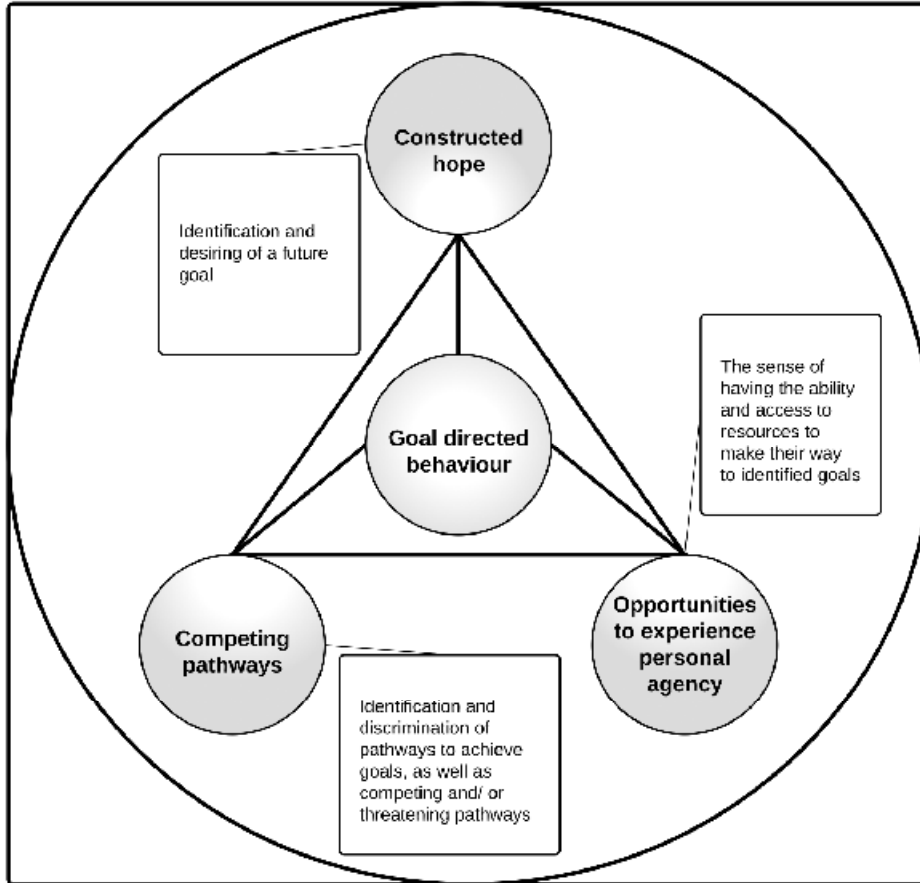 Constructed
hope
Identification and
desiring of a future
goal
Goal directed
behaviour
The sense of
having the ability
and access to
resources to
make their way
to identified goals
Competing
pathways
Opportunities
to experience
personal
agency
Identification and
discrimination of
pathways to achieve
goals, as well as
competing and/ or
threatening pathways